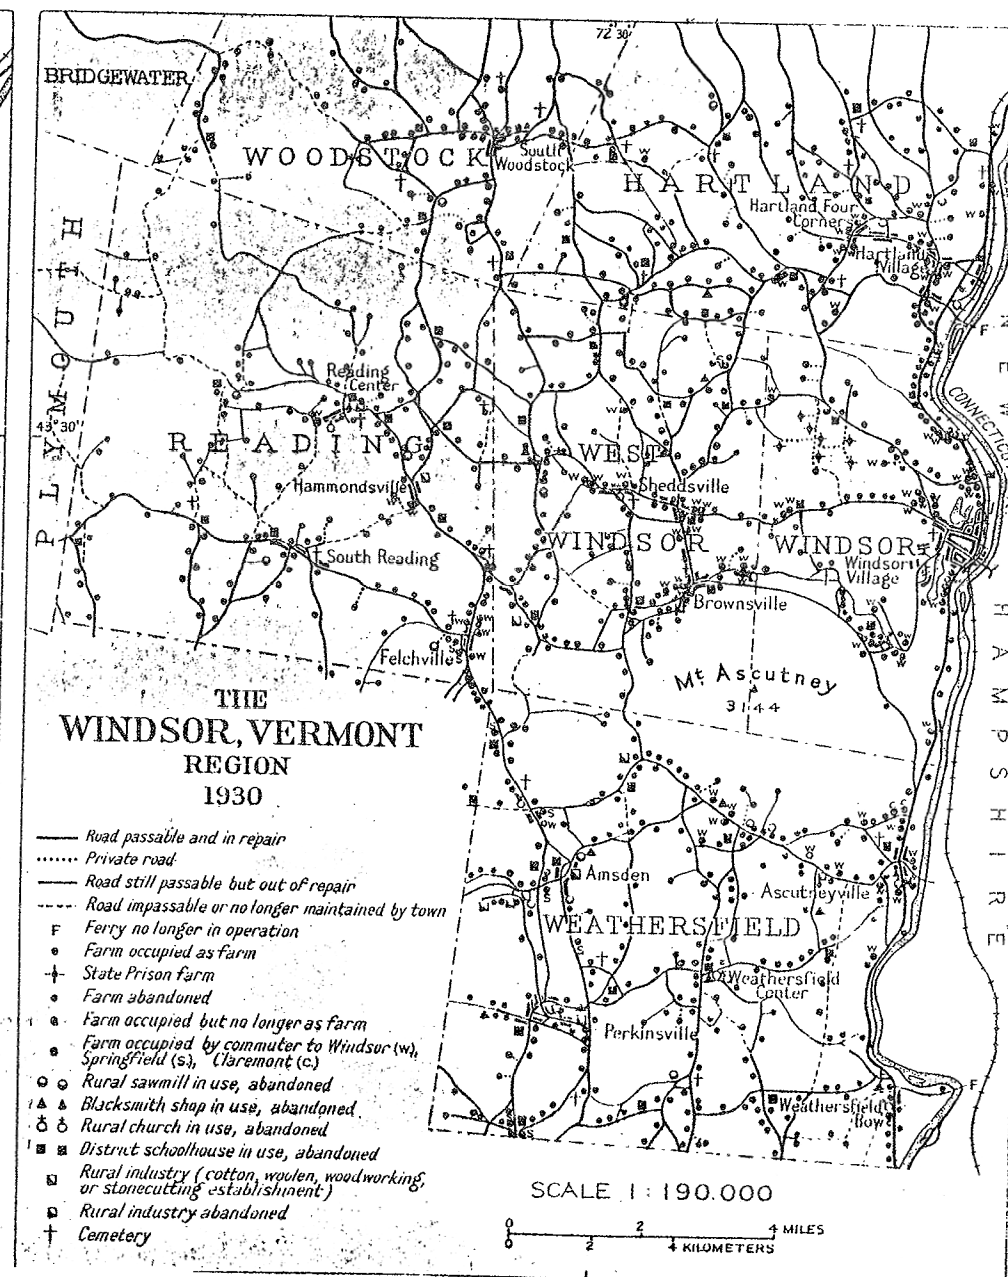 72°30'
BRIDGEWATER
WOODSTOCK
South
Woodstock
HARTLAND
Hartland Four
Corners
Hartland
Village
PLYMOUTH
F
NEW HAMPSHIRE
Reading
Center
CONNECTICUT
43°30'
READING
WEST
WINDSOR
Hammondsville
Sheddsville
WINDSOR
Windsor
Village
South Reading
Brownsville
Felchville
Mt. Ascutney
3144
THE
WINDSOR, VERMONT
REGION
1930
Road passable and in repair
Private road
Road still passable but out of repair
Road impassable or no longer maintained by town
F Ferry no longer in operation
Farm occupied as farm
State Prison farm
Farm abandoned
Farm occupied but no longer as farm
Farm occupied by commuter to Windsor (w),
Springfield (s.), Claremont (c.)
Rural sawmill in use, abandoned
Blacksmith shop in use, abandoned
Rural church in use, abandoned
District schoolhouse in use, abandoned
Rural industry (cotton, woolen, woodworking,
or stonecutting establishment)
Rural industry abandoned
Cemetery
Amsden
Ascutneyville
WEATHERSFIELD
Weathersfield
Center
Perkinsville
F
Weathersfield
Bow
SCALE 1:190.000
0 2 4 MILES
0 2 4 KILOMETERS